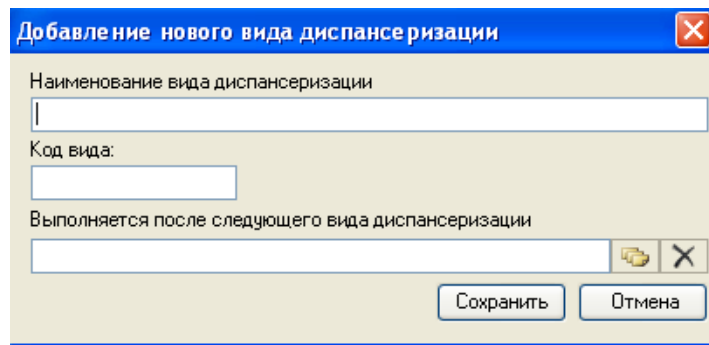 Добавление нового вида диспансеризации
Наименование вида диспансеризации
Код вида:
Выполняется после следующего вида диспансеризации
Сохранить Отмена